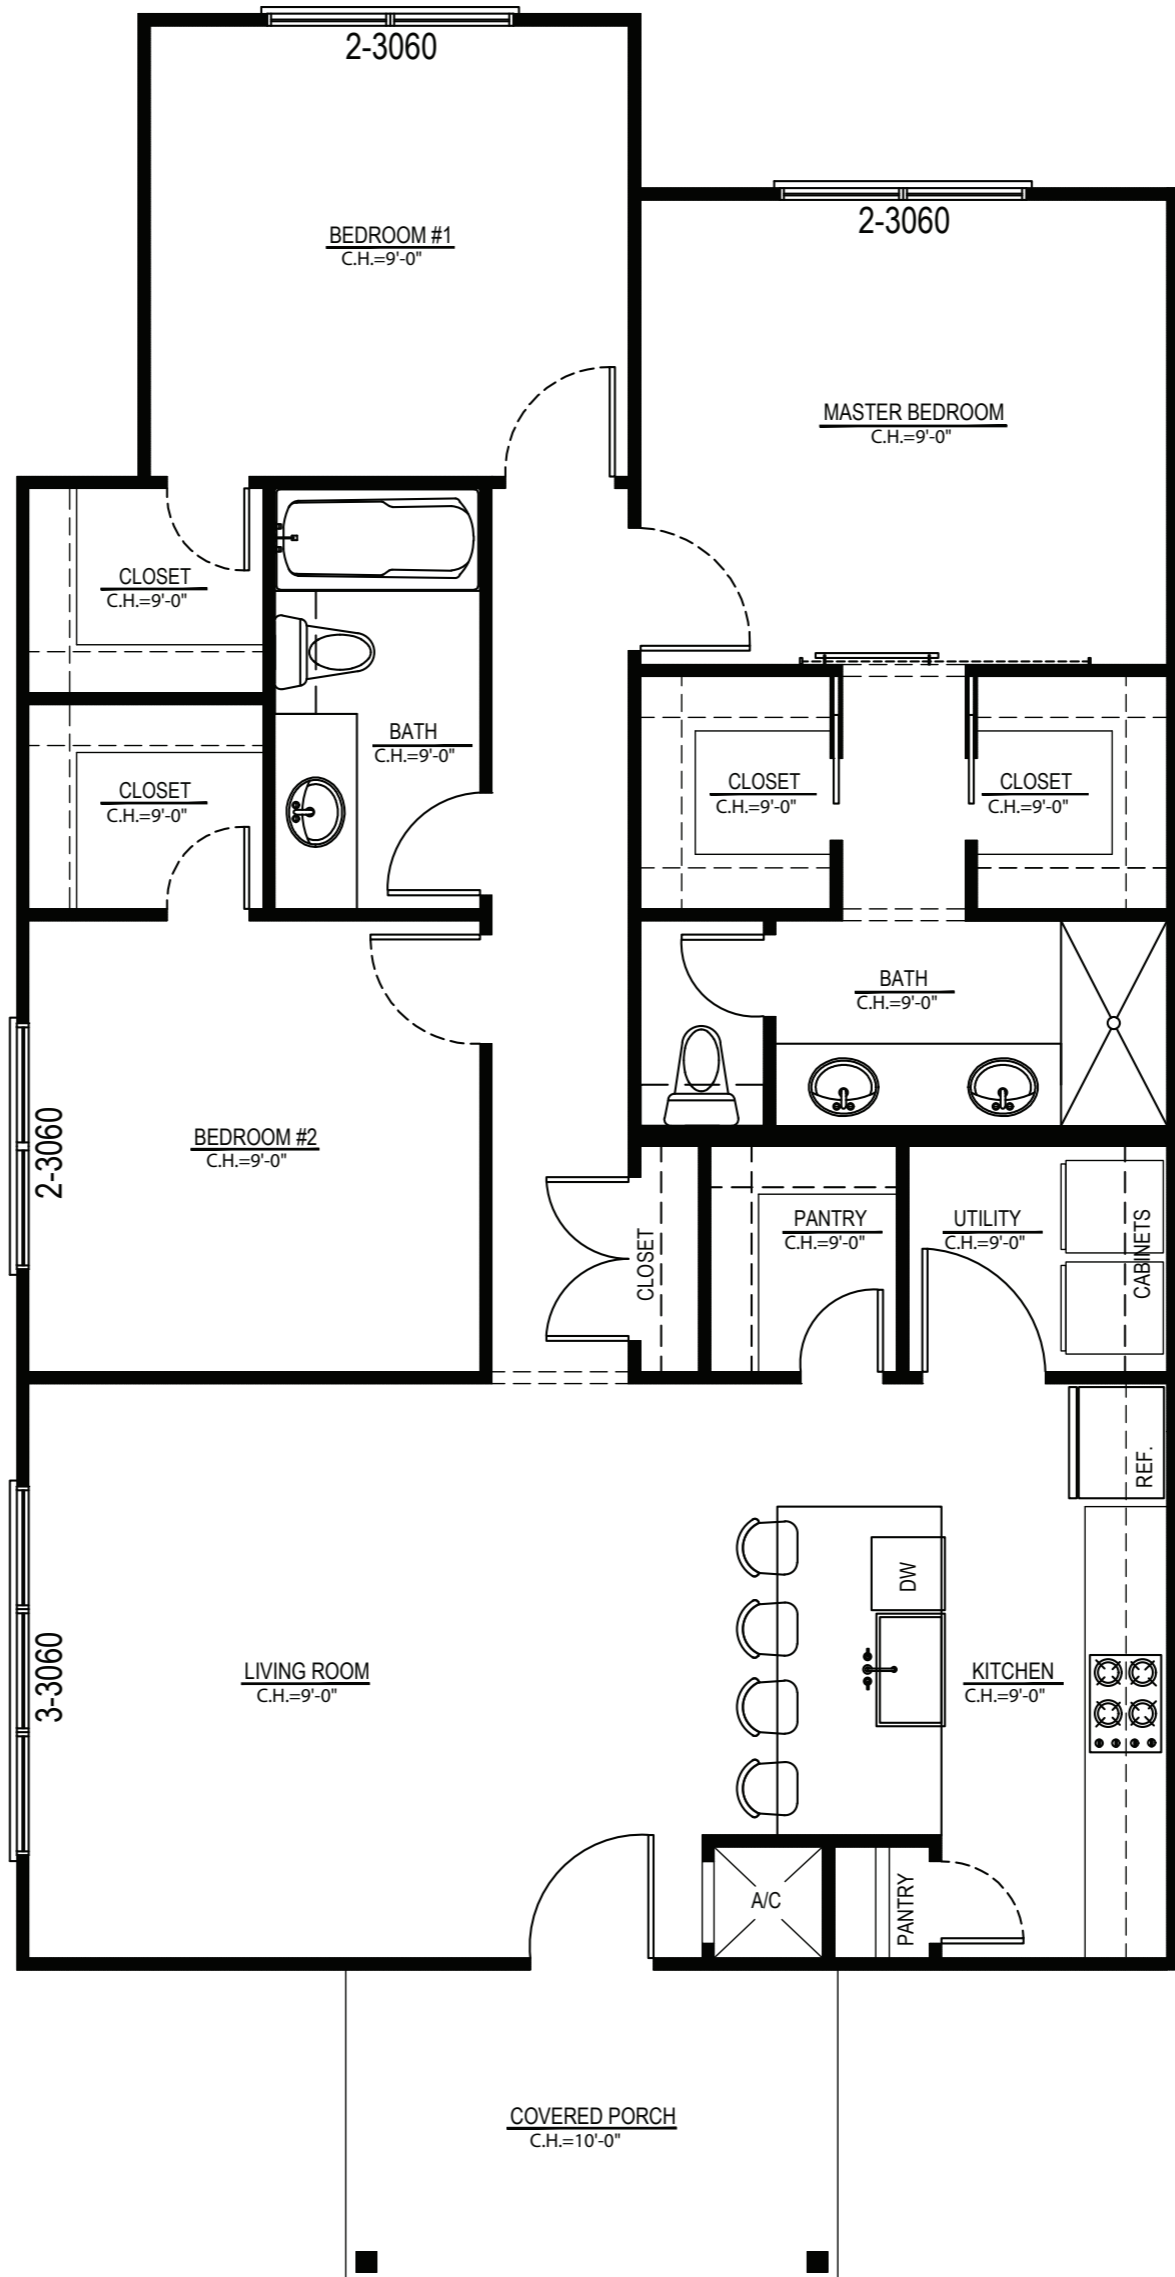 2-3060
BEDROOM #1
C.H.=9'-0"
2-3060
MASTER BEDROOM
C.H.=9'-0"
CLOSET
C.H.=9'-0"
BATH
C.H.=9'-0"
CLOSET
C.H.=9'-0"
CLOSET
C.H.=9'-0"
CLOSET
C.H.=9'-0"
BATH
C.H.=9'-0"
2-3060
BEDROOM #2
C.H.=9'-0"
CLOSET
PANTRY
C.H.=9'-0"
UTILITY
C.H.=9'-0"
CABINETS
REF.
DW
3-3060
LIVING ROOM
C.H.=9'-0"
KITCHEN
C.H.=9'-0"
A/C
PANTRY
COVERED PORCH
C.H.=10'-0"